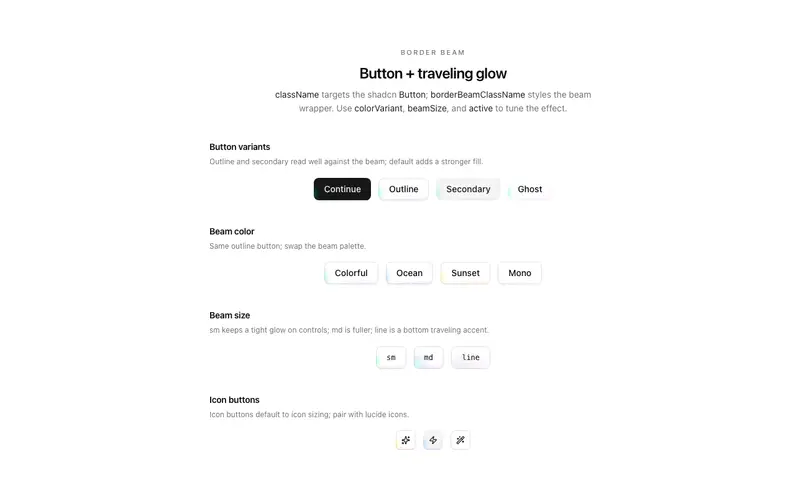 BORDER BEAM
Button + traveling glow
className targets the shadcn Button; borderBeamClassName styles the beam
wrapper. Use colorVariant, beamSize, and active to tune the effect.
Button variants
Outline and secondary read well against the beam; default adds a stronger fill.
Continue Outline Secondary Ghost
Beam color
Same outline button; swap the beam palette.
Colorful Ocean Sunset Mono
Beam size
sm keeps a tight glow on controls; md is fuller; line is a bottom traveling accent.
sm md line
Icon buttons
Icon buttons default to icon sizing; pair with lucide icons.